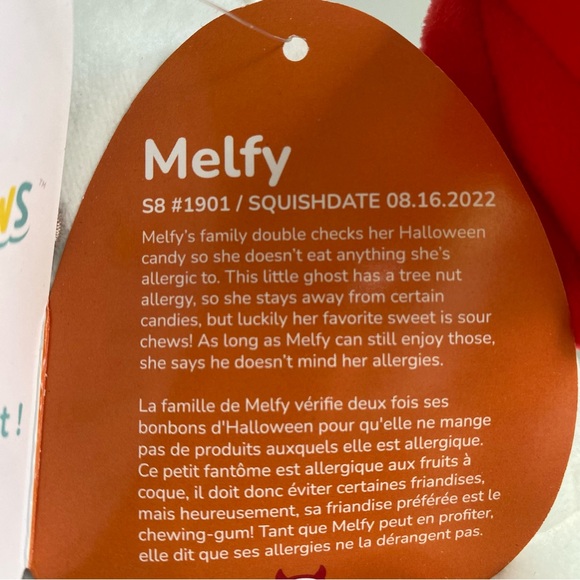 Melfy
S8 #1901 / SQUISHDATE 08.16.2022
Melfy's family double checks her Halloween
candy so she doesn't eat anything she's
allergic to. This little ghost has a tree nut
allergy, so she stays away from certain
candies, but luckily her favorite sweet is sour
chews! As long as Melfy can still enjoy those,
she says he doesn't mind her allergies.
La famille de Melfy vérifie deux fois ses
bonbons d'Halloween pour qu'elle ne mange
pas de produits auxquels elle est allergique.
Ce petit fantôme est allergique aux fruits à
coque, il doit donc éviter certaines friandises,
mais heureusement, sa friandise préférée est le
chewing-gum! Tant que Melfy peut en profiter,
elle dit que ses allergies ne la dérangent pas.
ws™
t!